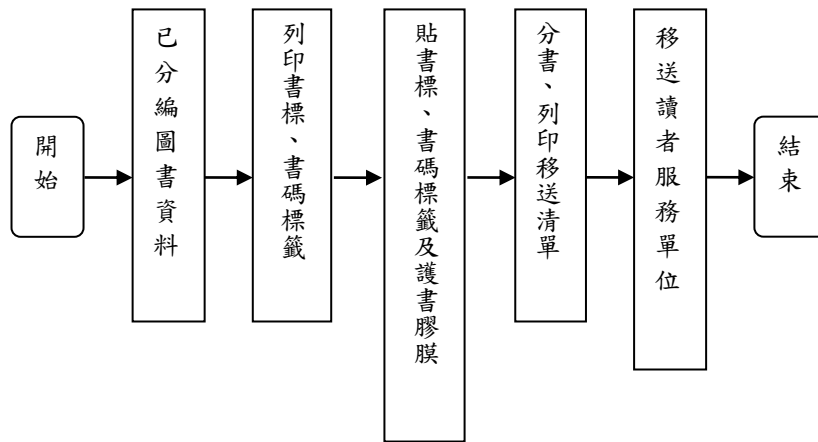 開始
已分編圖書資料
列印書標、書碼標籤
貼書標、書碼標籤及護書膠膜
分書、列印移送清單
移送讀者服務單位
結束